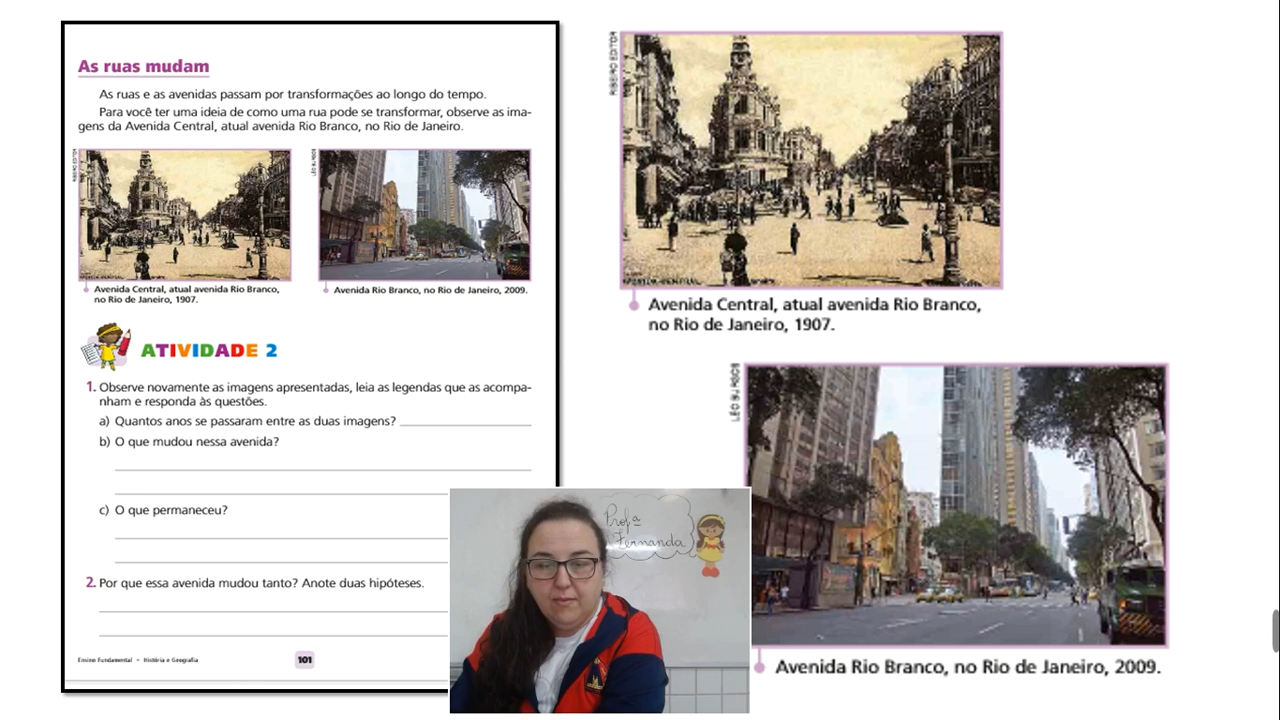 As ruas mudam
As ruas e as avenidas passam por transformações ao longo do tempo.
Para você ter uma ideia de como uma rua pode se transformar, observe as ima-
gens da Avenida Central, atual avenida Rio Branco, no Rio de Janeiro.
RIBEIRO EDITOR
Avenida Central, atual avenida Rio Branco,
no Rio de Janeiro, 1907.
Avenida Rio Branco, no Rio de Janeiro, 2009.
ATIVIDADE 2
1. Observe novamente as imagens apresentadas, leia as legendas que as acompa-
nham e responda às questões.
a) Quantos anos se passaram entre as duas imagens?
b) O que mudou nessa avenida?
c) O que permaneceu?
2. Por que essa avenida mudou tanto? Anote duas hipóteses.
Ensino Fundamental • História e Geografia
101
RIBEIRO EDITOR
Avenida Central, atual avenida Rio Branco,
no Rio de Janeiro, 1907.
Avenida Rio Branco, no Rio de Janeiro, 2009.
Profª
Fernanda